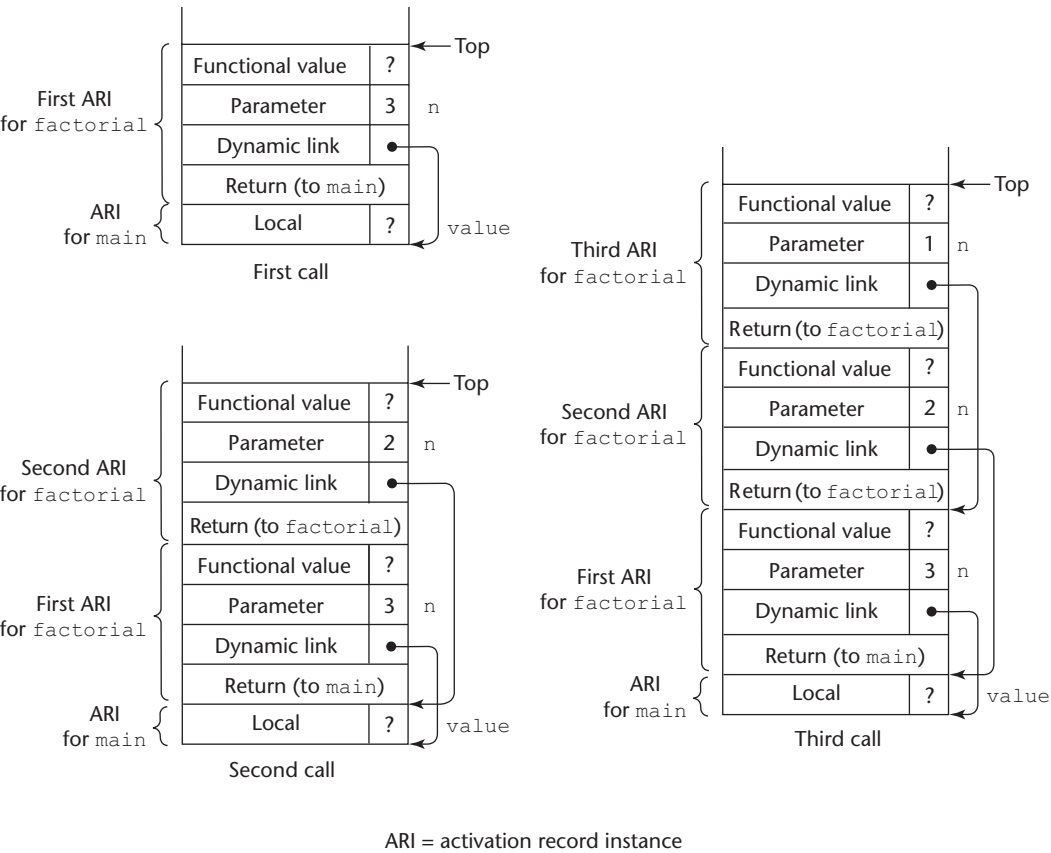 Top
Functional value ?
First ARI
for factorial
Parameter 3 n
Dynamic link
Return (to main)
ARI
for main
Local ? value
First call
Top
Functional value ?
Second ARI
for factorial
Parameter 2 n
Dynamic link
Return (to factorial)
Functional value ?
First ARI
for factorial
Parameter 3 n
Dynamic link
Return (to main)
ARI
for main
Local ? value
Second call
Top
Functional value ?
Third ARI
for factorial
Parameter 1 n
Dynamic link
Return (to factorial)
Functional value ?
Second ARI
for factorial
Parameter 2 n
Dynamic link
Return (to factorial)
Functional value ?
First ARI
for factorial
Parameter 3 n
Dynamic link
Return (to main)
ARI
for main
Local ? value
Third call
ARI = activation record instance